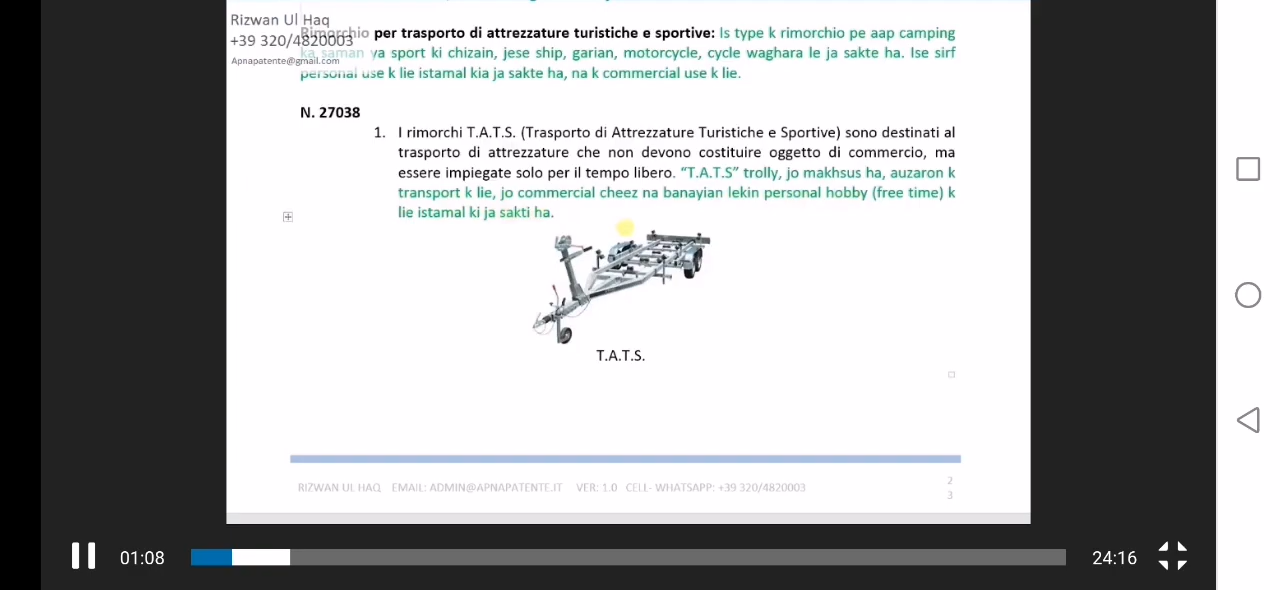 Rizwan Ul Haq
+39 320/4820003
Apnapatente@gmail.com
Rimorchio per trasporto di attrezzature turistiche e sportive: Is type k rimorchio pe aap camping
ka saman ya sport ki chizain, jese ship, garian, motorcycle, cycle waghara le ja sakte ha. Ise sirf
personal use k lie istamal kia ja sakte ha, na k commercial use k lie.
N. 27038
1. I rimorchi T.A.T.S. (Trasporto di Attrezzature Turistiche e Sportive) sono destinati al
trasporto di attrezzature che non devono costituire oggetto di commercio, ma
essere impiegate solo per il tempo libero. “T.A.T.S” trolly, jo makhsus ha, auzaron k
transport k lie, jo commercial cheez na banayian lekin personal hobby (free time) k
lie istamal ki ja sakti ha.
T.A.T.S.
RIZWAN UL HAQ EMAIL: ADMIN@APNAPATENTE.IT VER: 1.0 CELL- WHATSAPP: +39 320/4820003
2
3
01:08
24:16